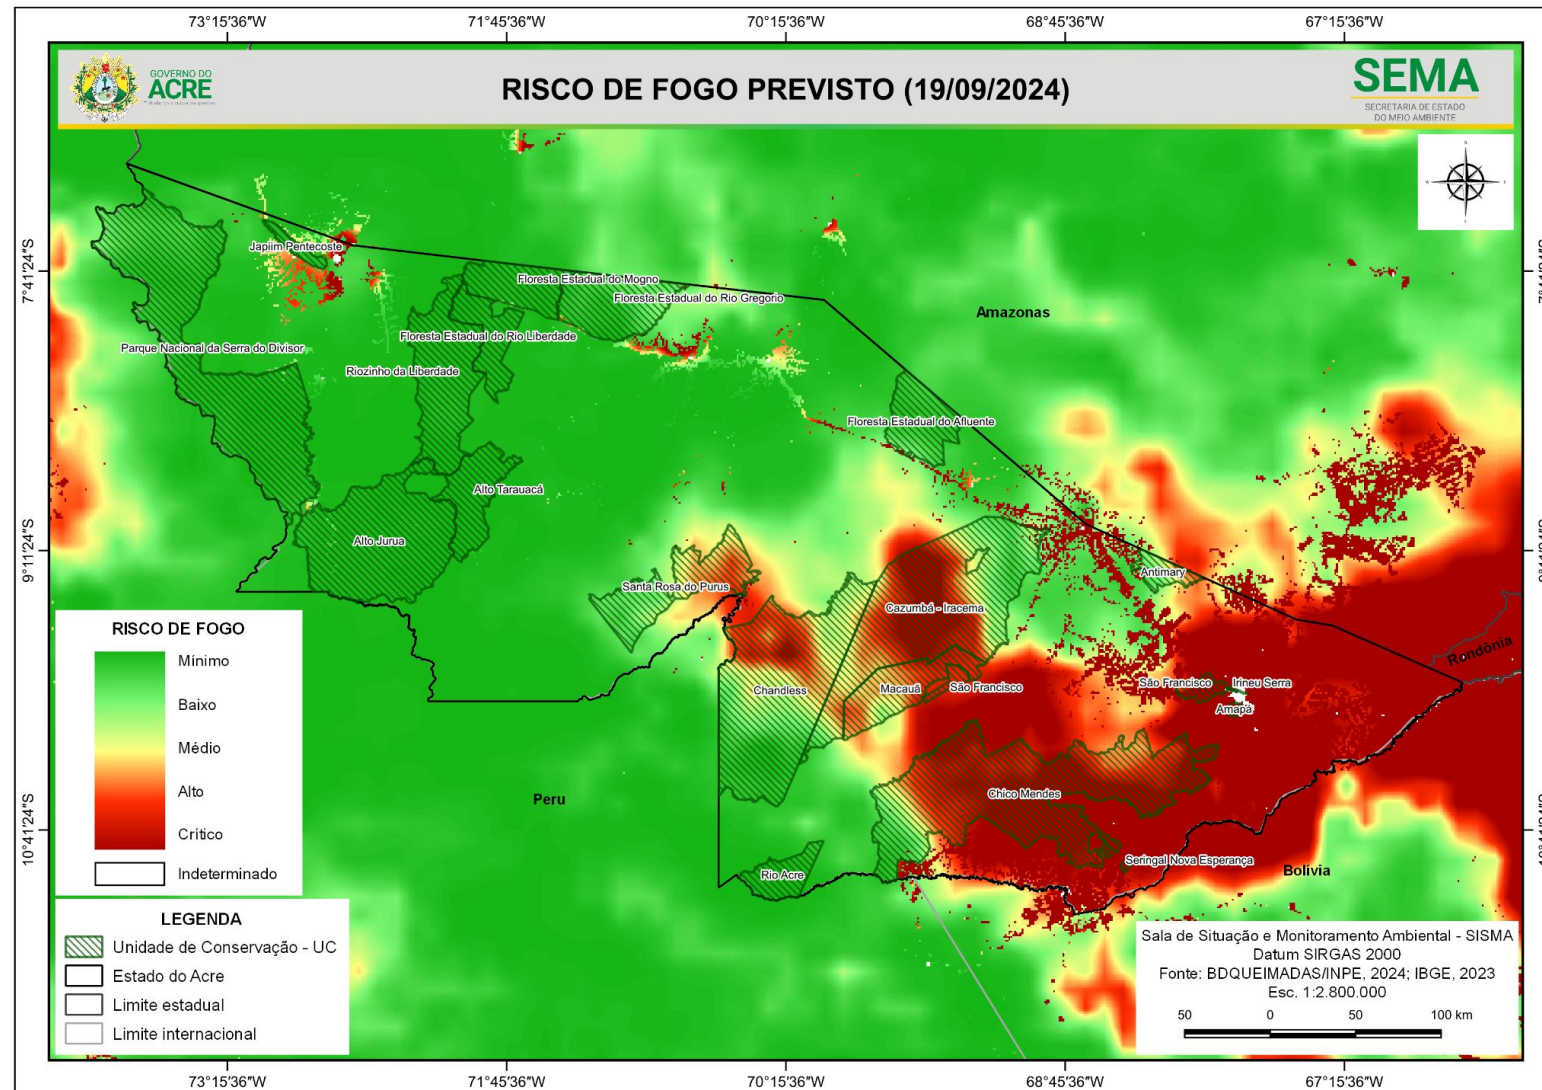 73°15'36"W
71°45'36"W
70°15'36"W
68°45'36"W
67°15'36"W
GOVERNO DO
ACRE
RISCO DE FOGO PREVISTO (19/09/2024)
SEMA
SECRETARIA DE ESTADO
DO MEIO AMBIENTE
7°41'24"S
9°11'24"S
10°41'24"S
Japiim Pentecoste
Floresta Estadual do Mogno
Floresta Estadual do Rio Gregorio
Amazonas
Floresta Estadual do Rio Liberdade
Parque Nacional da Serra do Divisor
Riozinho da Liberdade
Floresta Estadual do Afluente
Alto Tarauacá
Alto Jurua
Santa Rosa do Purus
Antimary
Cazumbá - Iracema
Rondônia
Chandless
Macauã
São Francisco
São Francisco
Irineu Serra
Amapá
Peru
Chico Mendes
Seringal Nova Esperança
Rio Acre
Bolivia
RISCO DE FOGO
Mínimo
Baixo
Médio
Alto
Crítico
Indeterminado
LEGENDA
Unidade de Conservação - UC
Estado do Acre
Limite estadual
Limite internacional
Sala de Situação e Monitoramento Ambiental - SISMA
Datum SIRGAS 2000
Fonte: BDQUEIMADAS/INPE, 2024; IBGE, 2023
Esc. 1:2.800.000
50 0 50 100 km
73°15'36"W
71°45'36"W
70°15'36"W
68°45'36"W
67°15'36"W